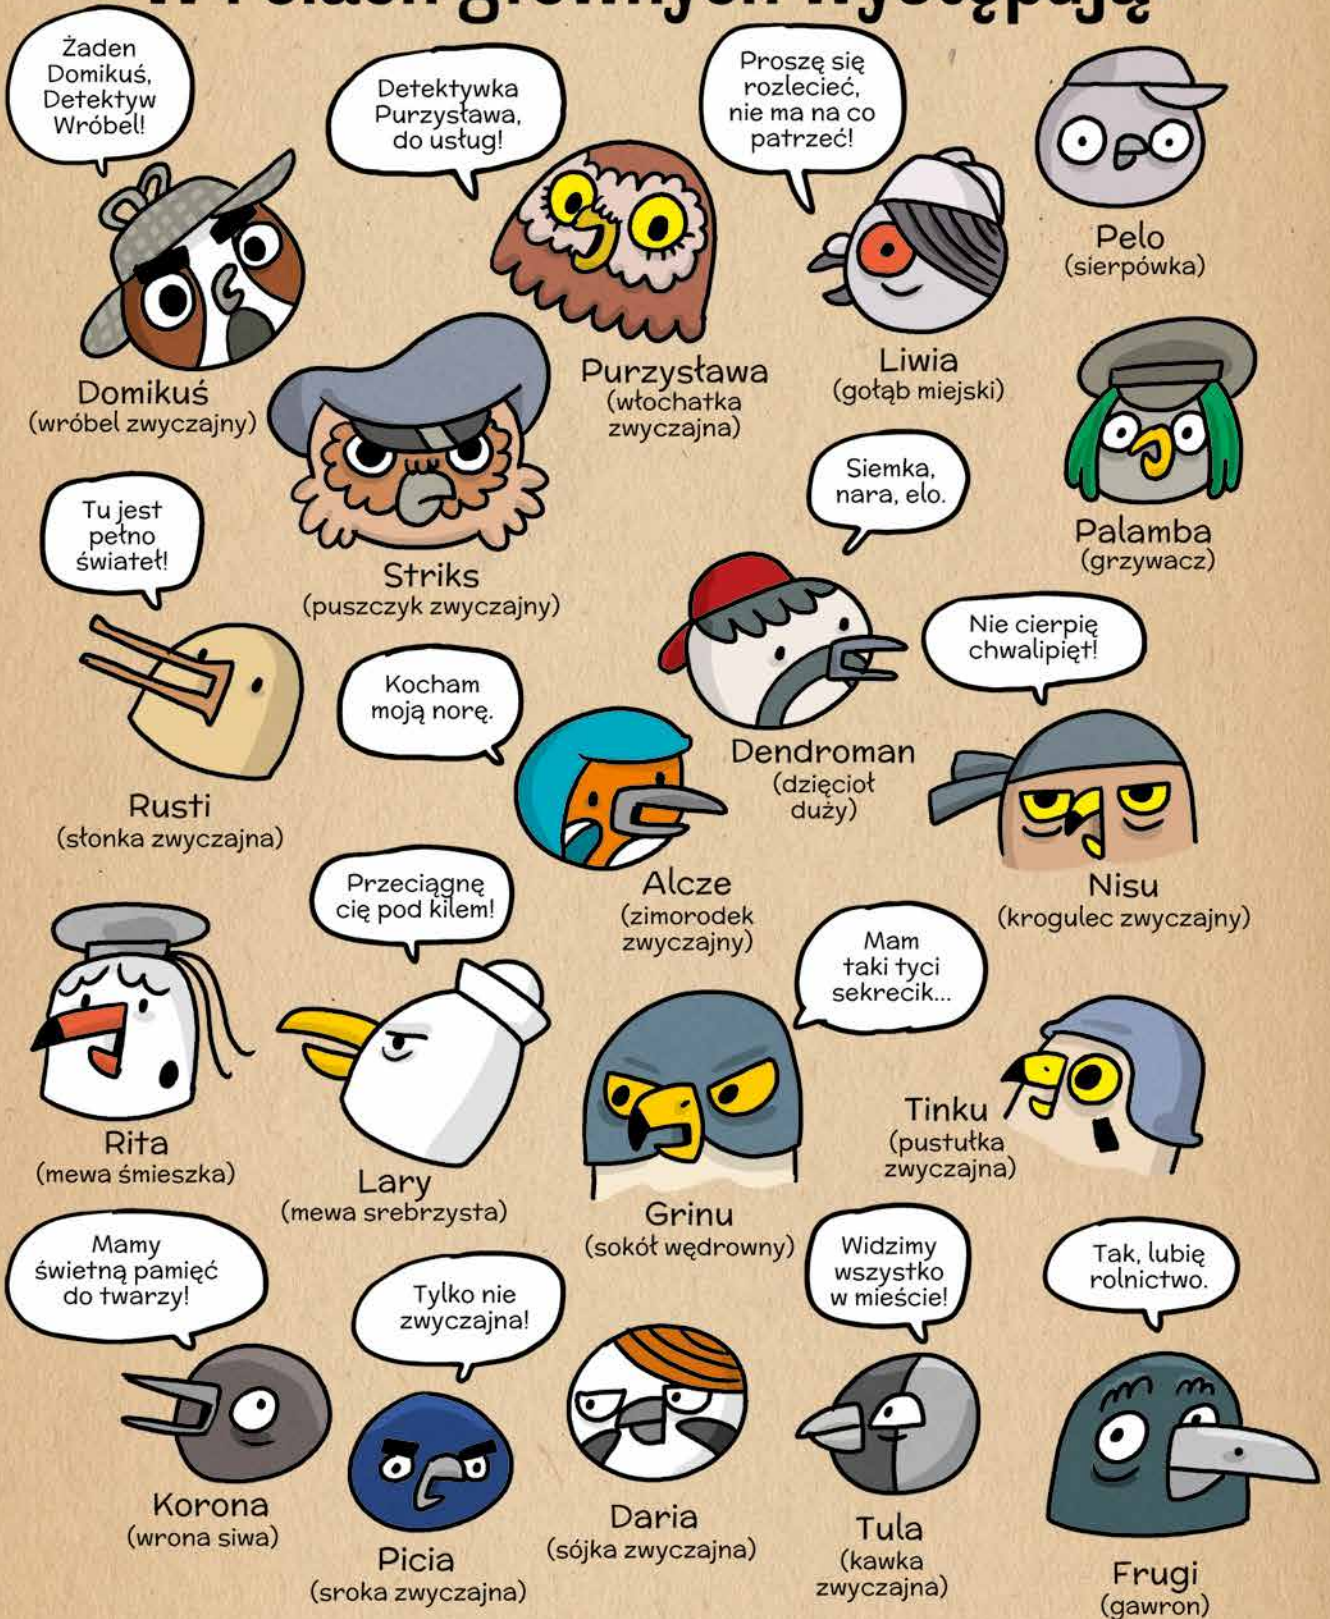 W rolach głównych występują
Żaden
Domikuś,
Detektyw
Wróbel!
Detektywka
Purzysława,
do usług!
Proszę się
rozlecieć,
nie ma na co
patrzeć!
Pelo
(sierpówka)
Domikuś
(wróbel zwyczajny)
Purzysława
(włochatka
zwyczajna)
Liwia
(gołąb miejski)
Tu jest
pełno
świateł!
Striks
(puszczyk zwyczajny)
Siemka,
nara, elo.
Palamba
(grzywacz)
Rusti
(słonka zwyczajna)
Kocham
moją norę.
Dendroman
(dzięcioł
duży)
Nie cierpię
chwalipięt!
Alcze
(zimorodek
zwyczajny)
Nisu
(krogulec zwyczajny)
Rita
(mewa śmieszka)
Przeciągnę
cię pod kilem!
Lary
(mewa srebrzysta)
Mam
taki tyci
sekrecik...
Grinu
(sokół wędrowny)
Tinku
(pustułka
zwyczajna)
Mamy
świetną pamięć
do twarzy!
Tylko nie
zwyczajna!
Widzimy
wszystko
w mieście!
Tak, lubię
rolnictwo.
Korona
(wrona siwa)
Picia
(sroka zwyczajna)
Daria
(sójka zwyczajna)
Tula
(kawka
zwyczajna)
Frugi
(gawron)